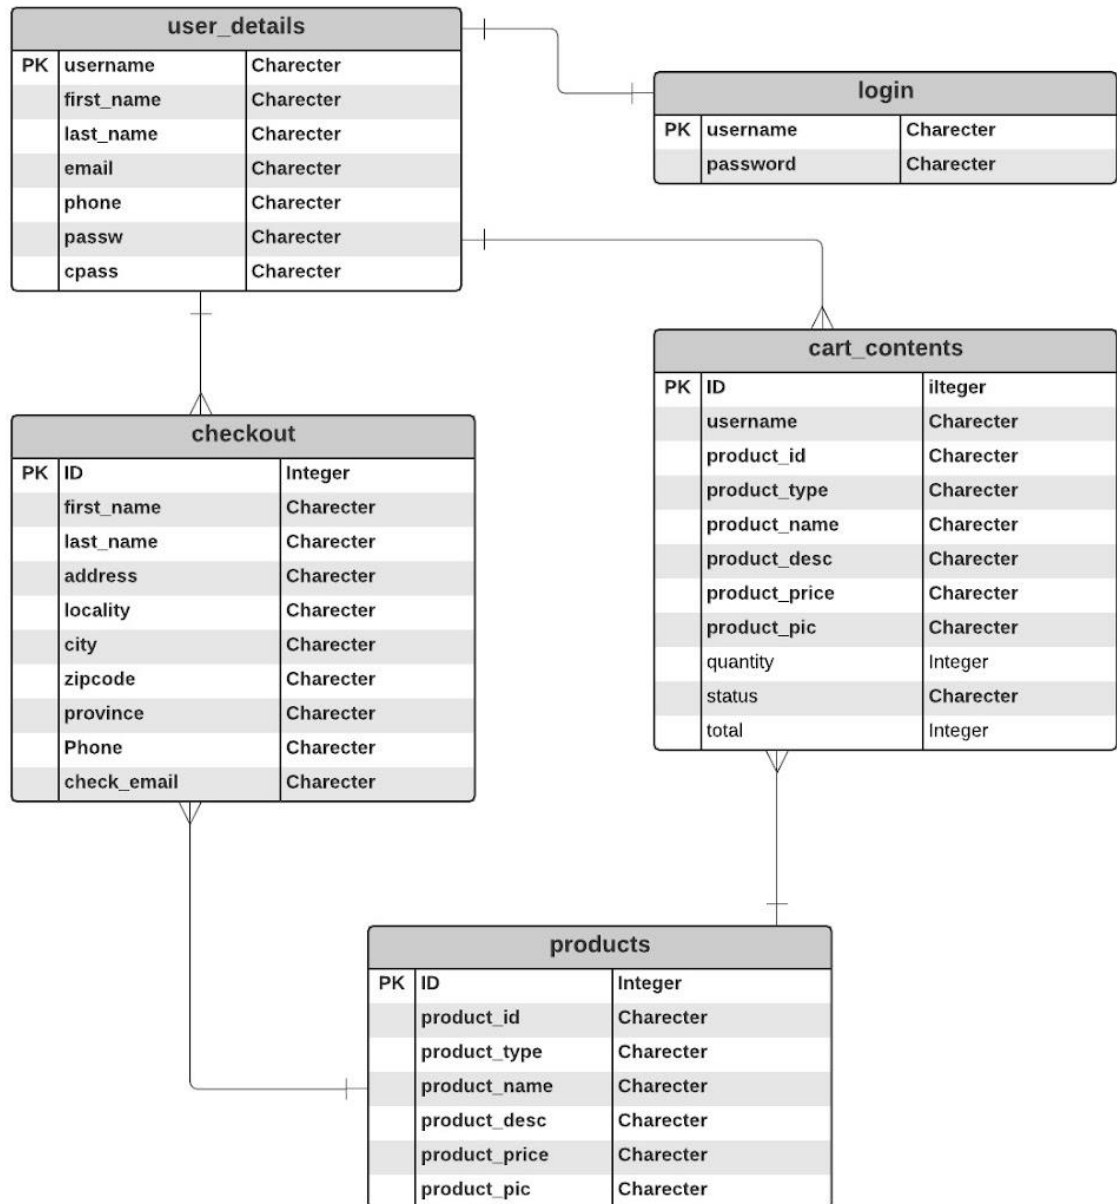 user_details
PK username Charecter
first_name Charecter
last_name Charecter
email Charecter
phone Charecter
passw Charecter
cpass Charecter
login
PK username Charecter
password Charecter
cart_contents
PK ID ilteger
username Charecter
product_id Charecter
product_type Charecter
product_name Charecter
product_desc Charecter
product_price Charecter
product_pic Charecter
quantity Integer
status Charecter
total Integer
checkout
PK ID Integer
first_name Charecter
last_name Charecter
address Charecter
locality Charecter
city Charecter
zipcode Charecter
province Charecter
Phone Charecter
check_email Charecter
products
PK ID Integer
product_id Charecter
product_type Charecter
product_name Charecter
product_desc Charecter
product_price Charecter
product_pic Charecter